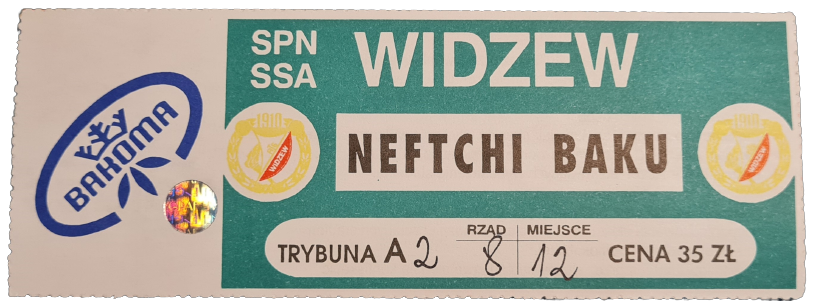 BAKOMA
SPN
SSA
WIDZEW
1910
WIDZEW
NEFTCHI BAKU
1910
WIDZEW
TRYBUNA A 2
RZĄD
8
MIEJSCE
12
CENA 35 ZŁ